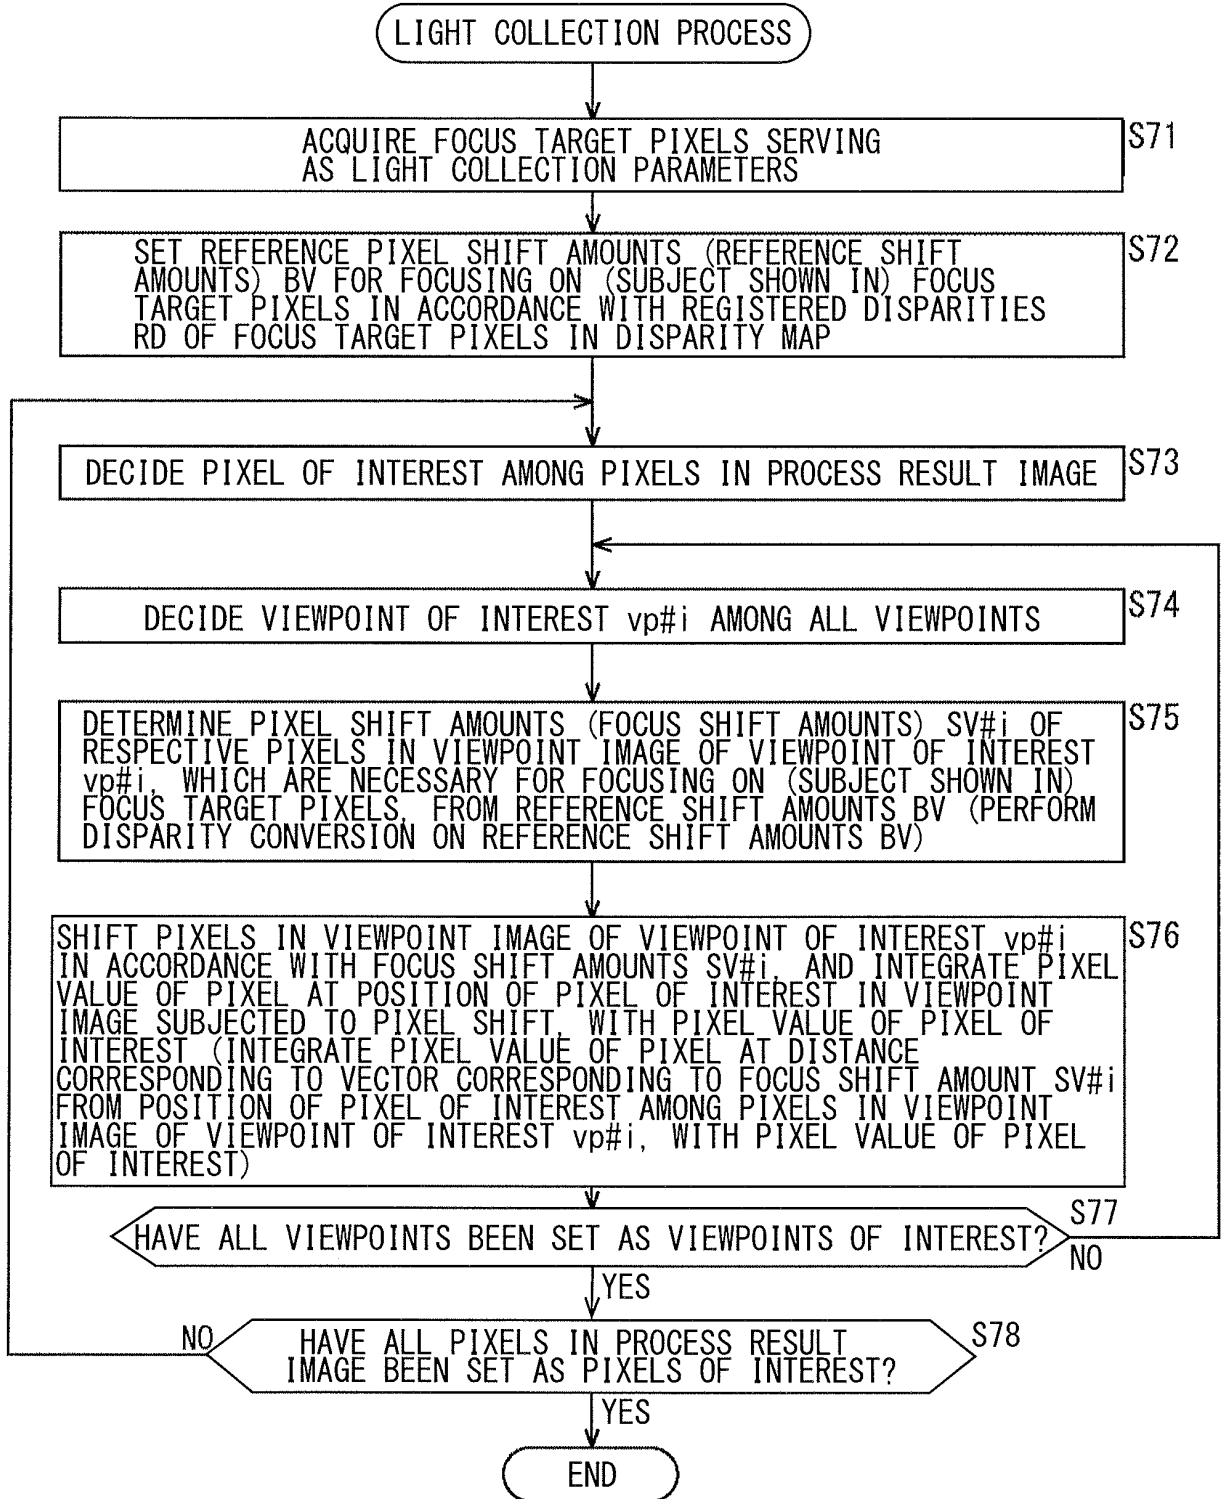 LIGHT COLLECTION PROCESS
ACQUIRE FOCUS TARGET PIXELS SERVING
AS LIGHT COLLECTION PARAMETERS
S71
SET REFERENCE PIXEL SHIFT AMOUNTS (REFERENCE SHIFT
AMOUNTS) BV FOR FOCUSING ON (SUBJECT SHOWN IN) FOCUS
TARGET PIXELS IN ACCORDANCE WITH REGISTERED DISPARITIES
RD OF FOCUS TARGET PIXELS IN DISPARITY MAP
S72
DECIDE PIXEL OF INTEREST AMONG PIXELS IN PROCESS RESULT IMAGE
S73
DECIDE VIEWPOINT OF INTEREST vp#i AMONG ALL VIEWPOINTS
S74
DETERMINE PIXEL SHIFT AMOUNTS (FOCUS SHIFT AMOUNTS) SV#i OF
RESPECTIVE PIXELS IN VIEWPOINT IMAGE OF VIEWPOINT OF INTEREST
vp#i, WHICH ARE NECESSARY FOR FOCUSING ON (SUBJECT SHOWN IN)
FOCUS TARGET PIXELS, FROM REFERENCE SHIFT AMOUNTS BV (PERFORM
DISPARITY CONVERSION ON REFERENCE SHIFT AMOUNTS BV)
S75
SHIFT PIXELS IN VIEWPOINT IMAGE OF VIEWPOINT OF INTEREST vp#i
IN ACCORDANCE WITH FOCUS SHIFT AMOUNTS SV#i, AND INTEGRATE PIXEL
VALUE OF PIXEL AT POSITION OF PIXEL OF INTEREST IN VIEWPOINT
IMAGE SUBJECTED TO PIXEL SHIFT, WITH PIXEL VALUE OF PIXEL OF
INTEREST (INTEGRATE PIXEL VALUE OF PIXEL AT DISTANCE
CORRESPONDING TO VECTOR CORRESPONDING TO FOCUS SHIFT AMOUNT SV#i
FROM POSITION OF PIXEL OF INTEREST AMONG PIXELS IN VIEWPOINT
IMAGE OF VIEWPOINT OF INTEREST vp#i, WITH PIXEL VALUE OF PIXEL
OF INTEREST)
S76
HAVE ALL VIEWPOINTS BEEN SET AS VIEWPOINTS OF INTEREST?
S77
NO
YES
NO
HAVE ALL PIXELS IN PROCESS RESULT
IMAGE BEEN SET AS PIXELS OF INTEREST?
S78
YES
END